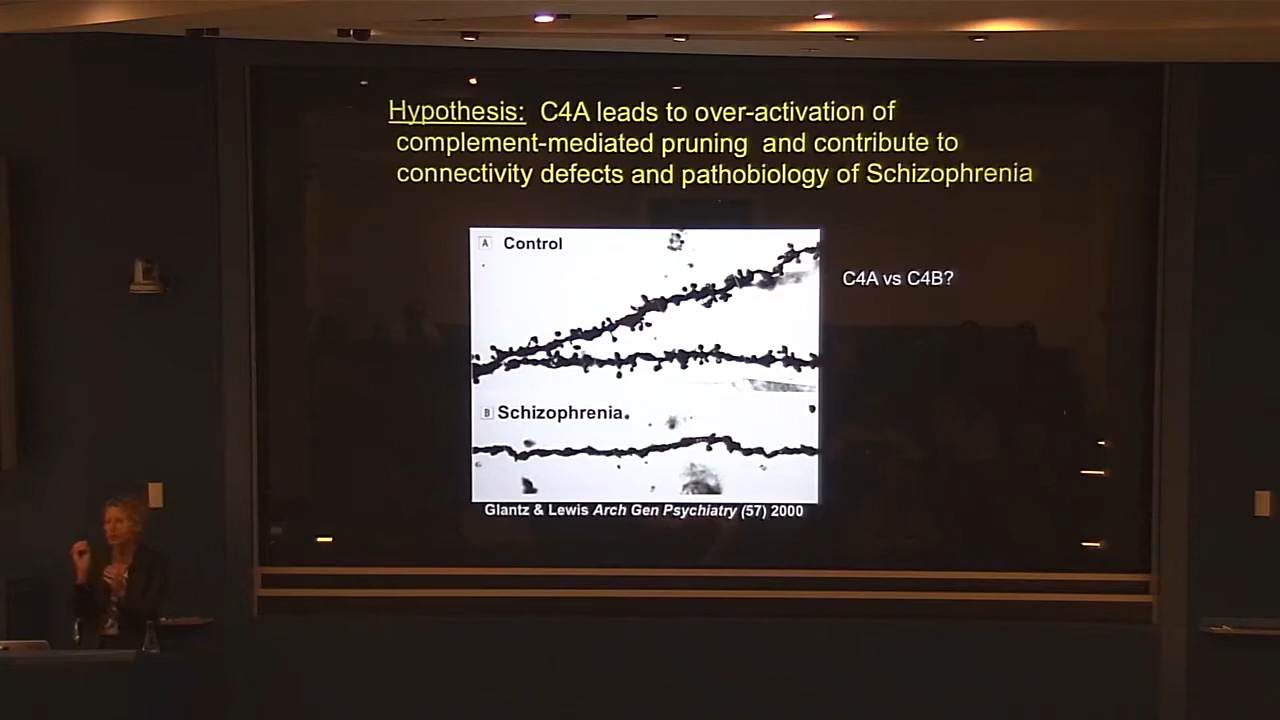 Hypothesis: C4A leads to over-activation of
complement-mediated pruning and contribute to
connectivity defects and pathobiology of Schizophrenia
A Control
C4A vs C4B?
B Schizophrenia.
Glantz & Lewis Arch Gen Psychiatry (57) 2000